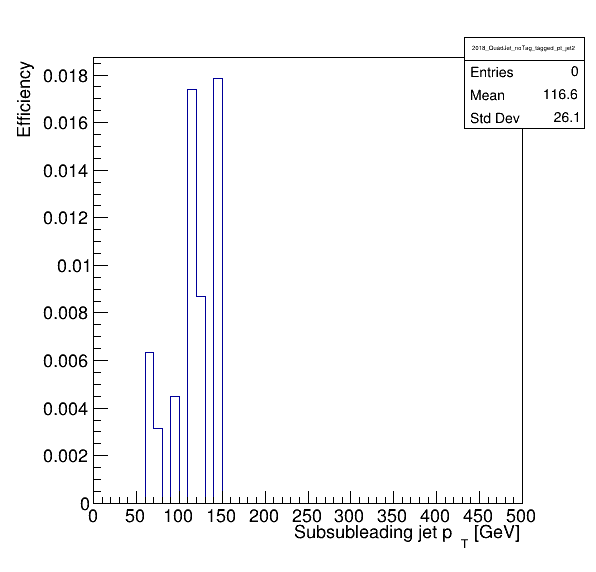 2018_QuadJet_noTag_tagged_pt_jet2
Entries 0
Mean 116.6
Std Dev 26.1
Efficiency
0.018
0.016
0.014
0.012
0.01
0.008
0.006
0.004
0.002
0
0 50 100 150 200 250 300 350 400 450 500
Subsubleading jet p T [GeV]